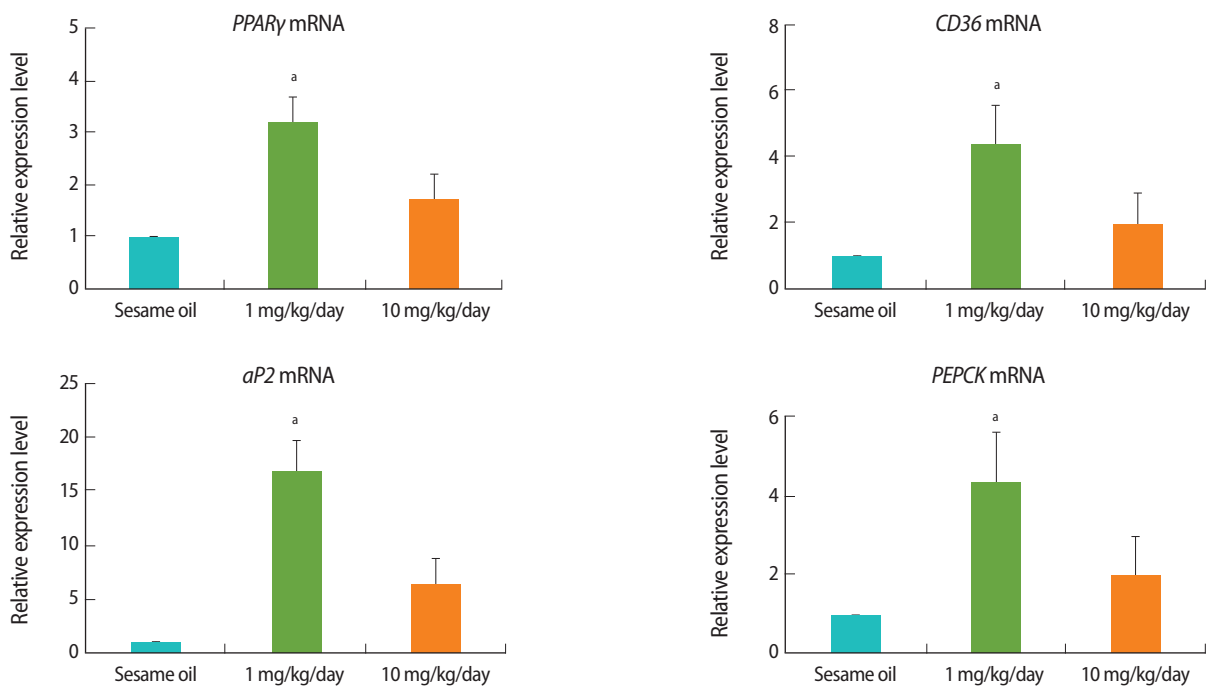 PPARγ mRNA
Relative expression level
5
4
3
2
1
0
a
Sesame oil 1 mg/kg/day 10 mg/kg/day
CD36 mRNA
Relative expression level
8
6
4
2
0
a
Sesame oil 1 mg/kg/day 10 mg/kg/day
aP2 mRNA
Relative expression level
25
20
15
10
5
0
a
Sesame oil 1 mg/kg/day 10 mg/kg/day
PEPCK mRNA
Relative expression level
6
4
2
0
a
Sesame oil 1 mg/kg/day 10 mg/kg/day